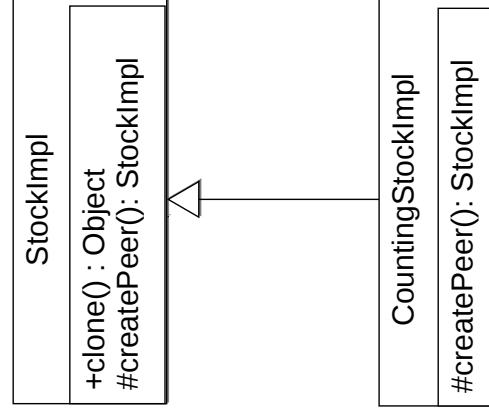 StockImpl
+clone() : Object
#createPeer(): StockImpl
CountingStockImpl
#createPeer(): StockImpl